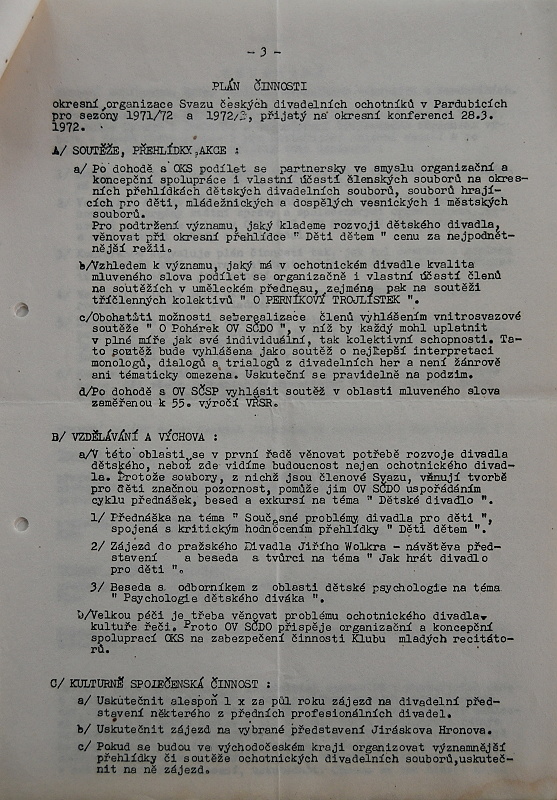 - 3 -
PLÁN ČINNOSTI
okresní organizace Svazu českých divadelních ochotníků v Pardubicích
pro sezóny 1971/72 a 1972/3, přijatý na okresní konferenci 28.3.
1972.
A/ SOUTĚŽE, PŘEHLÍDKY, AKCE :
a/ Po dohodě s OKS podílet se partnersky ve smyslu organizační a
koncepční spolupráce i vlastní účastí členských souborů na okres-
ních přehlídkách dětských divadelních souborů, souborů hrají-
cích pro děti, mládežnických a dospělých vesnických i městských
souborů.
Pro podtržení významu, jaký klademe rozvoji dětského divadla,
věnovat při okresní přehlídce " Děti dětem " cenu za nejpodnět-
nější režii.
b/Vzhledem k významu, jaký má v ochotnickém divadle kvalita
mluveného slova podílet se organizačně i vlastní účastí členů
na soutěžích v uměleckém přednasu, zejména pak na soutěži
tříčlenných kolektivů " O PERNÍKOVÍ TROJLÍSTEK ".
c/Obohatiti možnosti seberealizace členů vyhlášením vnitrosvazové
soutěže " O Pohárek OV SČDO ", v níž by každý mohl uplatnit
v plné míře jak své individuální, tak kolektivní schopnosti. Ta-
to soutěž bude vyhlášena jako soutěž o nejlepší interpretaci
monologů, dialogů a trialogů z divadelních her a není žánrově
ani tématicky omezena. Uskuteční se pravidelně na podzim.
d/Po dohodě s OV SČSP vyhlásit soutěž v oblasti mluveného slova
zaměřenou k 55. výročí VŘSR.
B/ VZDĚLÁVÁNÍ A VÝCHOVA :
a/V této oblasti se v první řadě věnovat potřebě rozvoje divadla
dětského, neboť zde vidíme budoucnost nejen ochotnického divad-
la. Protože soubory, z nichž jsou členové Svazu, věnují tvorbě
pro děti značnou pozornost, pomůže jim OV SČDO uspořádáním
cyklu přednášek, besed a exkursí na téma " Dětské divadlo ".
1/ Přednáška na téma " Současné problémy divadla pro děti ",
spojená s kritickým hodnocením přehlídky " Děti dětem ".
2/ Zájezd do pražského Divadla Jiřího Wolkra - návštěva před-
stavení a beseda s tvůrci na téma " Jak hrát divadlo
pro děti ".
3/ Beseda s odborníkem z oblasti dětské psychologie na téma
" Psychologie dětského diváka ".
b/Velkou péči je třeba věnovat problému ochotnického divadla
kultuře řeči. Proto OV SČDO přispěje organizační a koncepční
spoluprací OKS na zabezpečení činnosti Klubu mladých recitáto-
rů.
C/ KULTURNĚ SPOLEČENSKÁ ČINNOST :
a/ Uskutečnit alespoň 1 x za půl roku zájezd na divadelní před-
stavení některého z předních profesionálních divadel.
b/ Uskutečnit zájezd na vybrané představení Jiráskova Hronova.
c/ Pokud se budou ve východočeském kraji organizovat významnější
přehlídky či soutěže ochotnických divadelních souborů,uskuteč-
nit na ně zájezd.